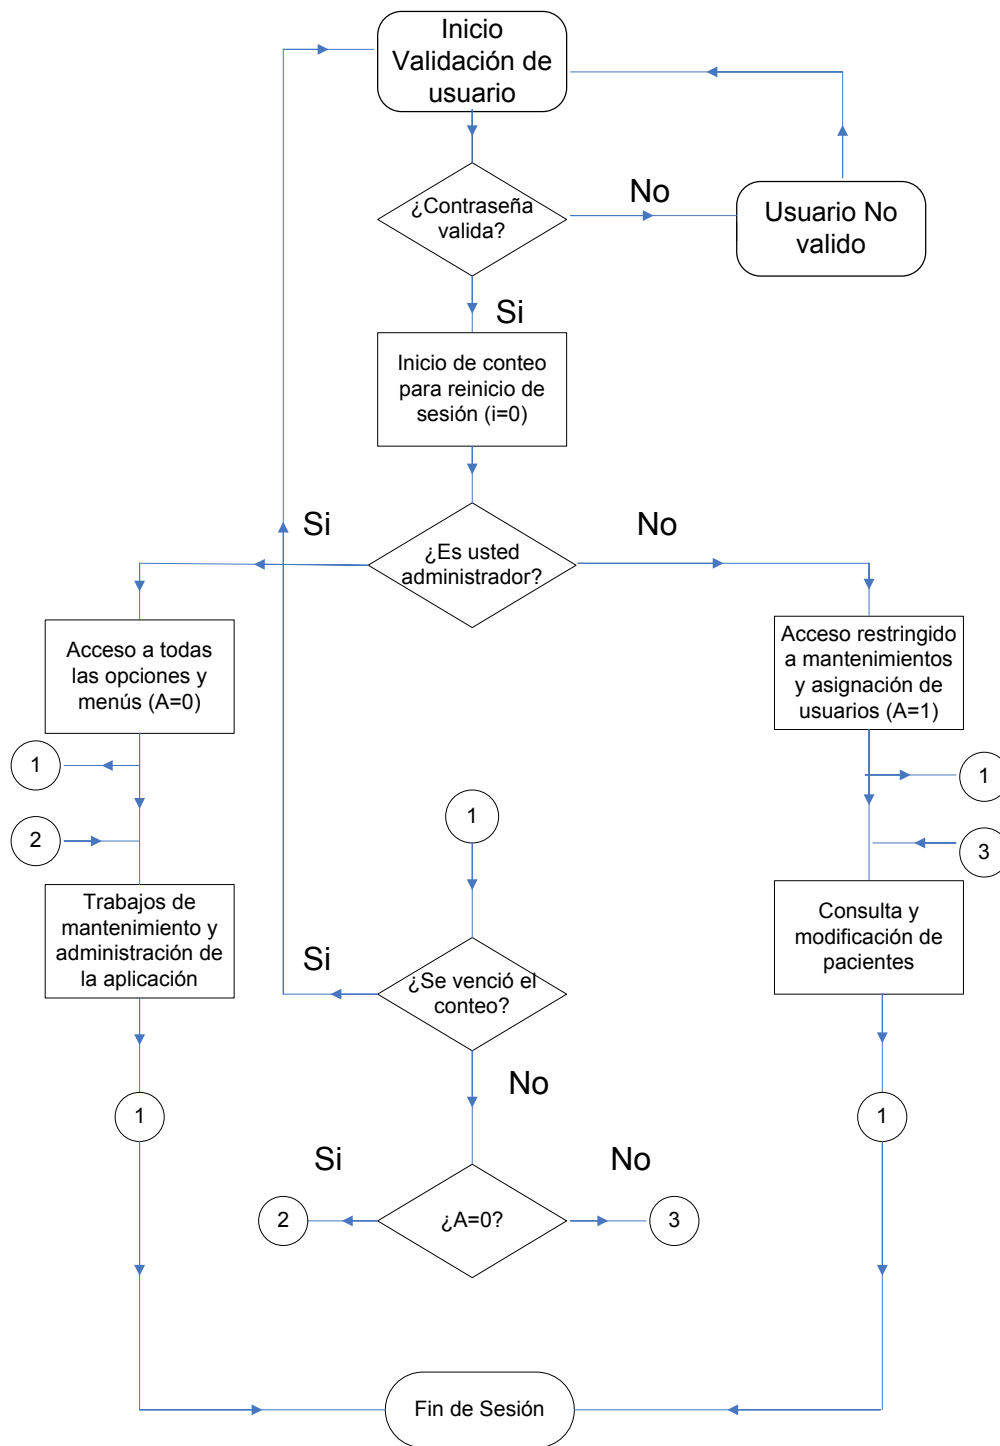 Inicio
Validación de
usuario
¿Contraseña
valida?
No
Usuario No
valido
Si
Inicio de conteo
para reinicio de
sesión (i=0)
Si
No
¿Es usted
administrador?
Acceso a todas
las opciones y
menús (A=0)
Acceso restringido
a mantenimientos
y asignación de
usuarios (A=1)
1
1
1
2
3
Trabajos de
mantenimiento y
administración de
la aplicación
Consulta y
modificación de
pacientes
Si
¿Se venció el
conteo?
No
1
1
Si
No
2
¿A=0?
3
Fin de Sesión